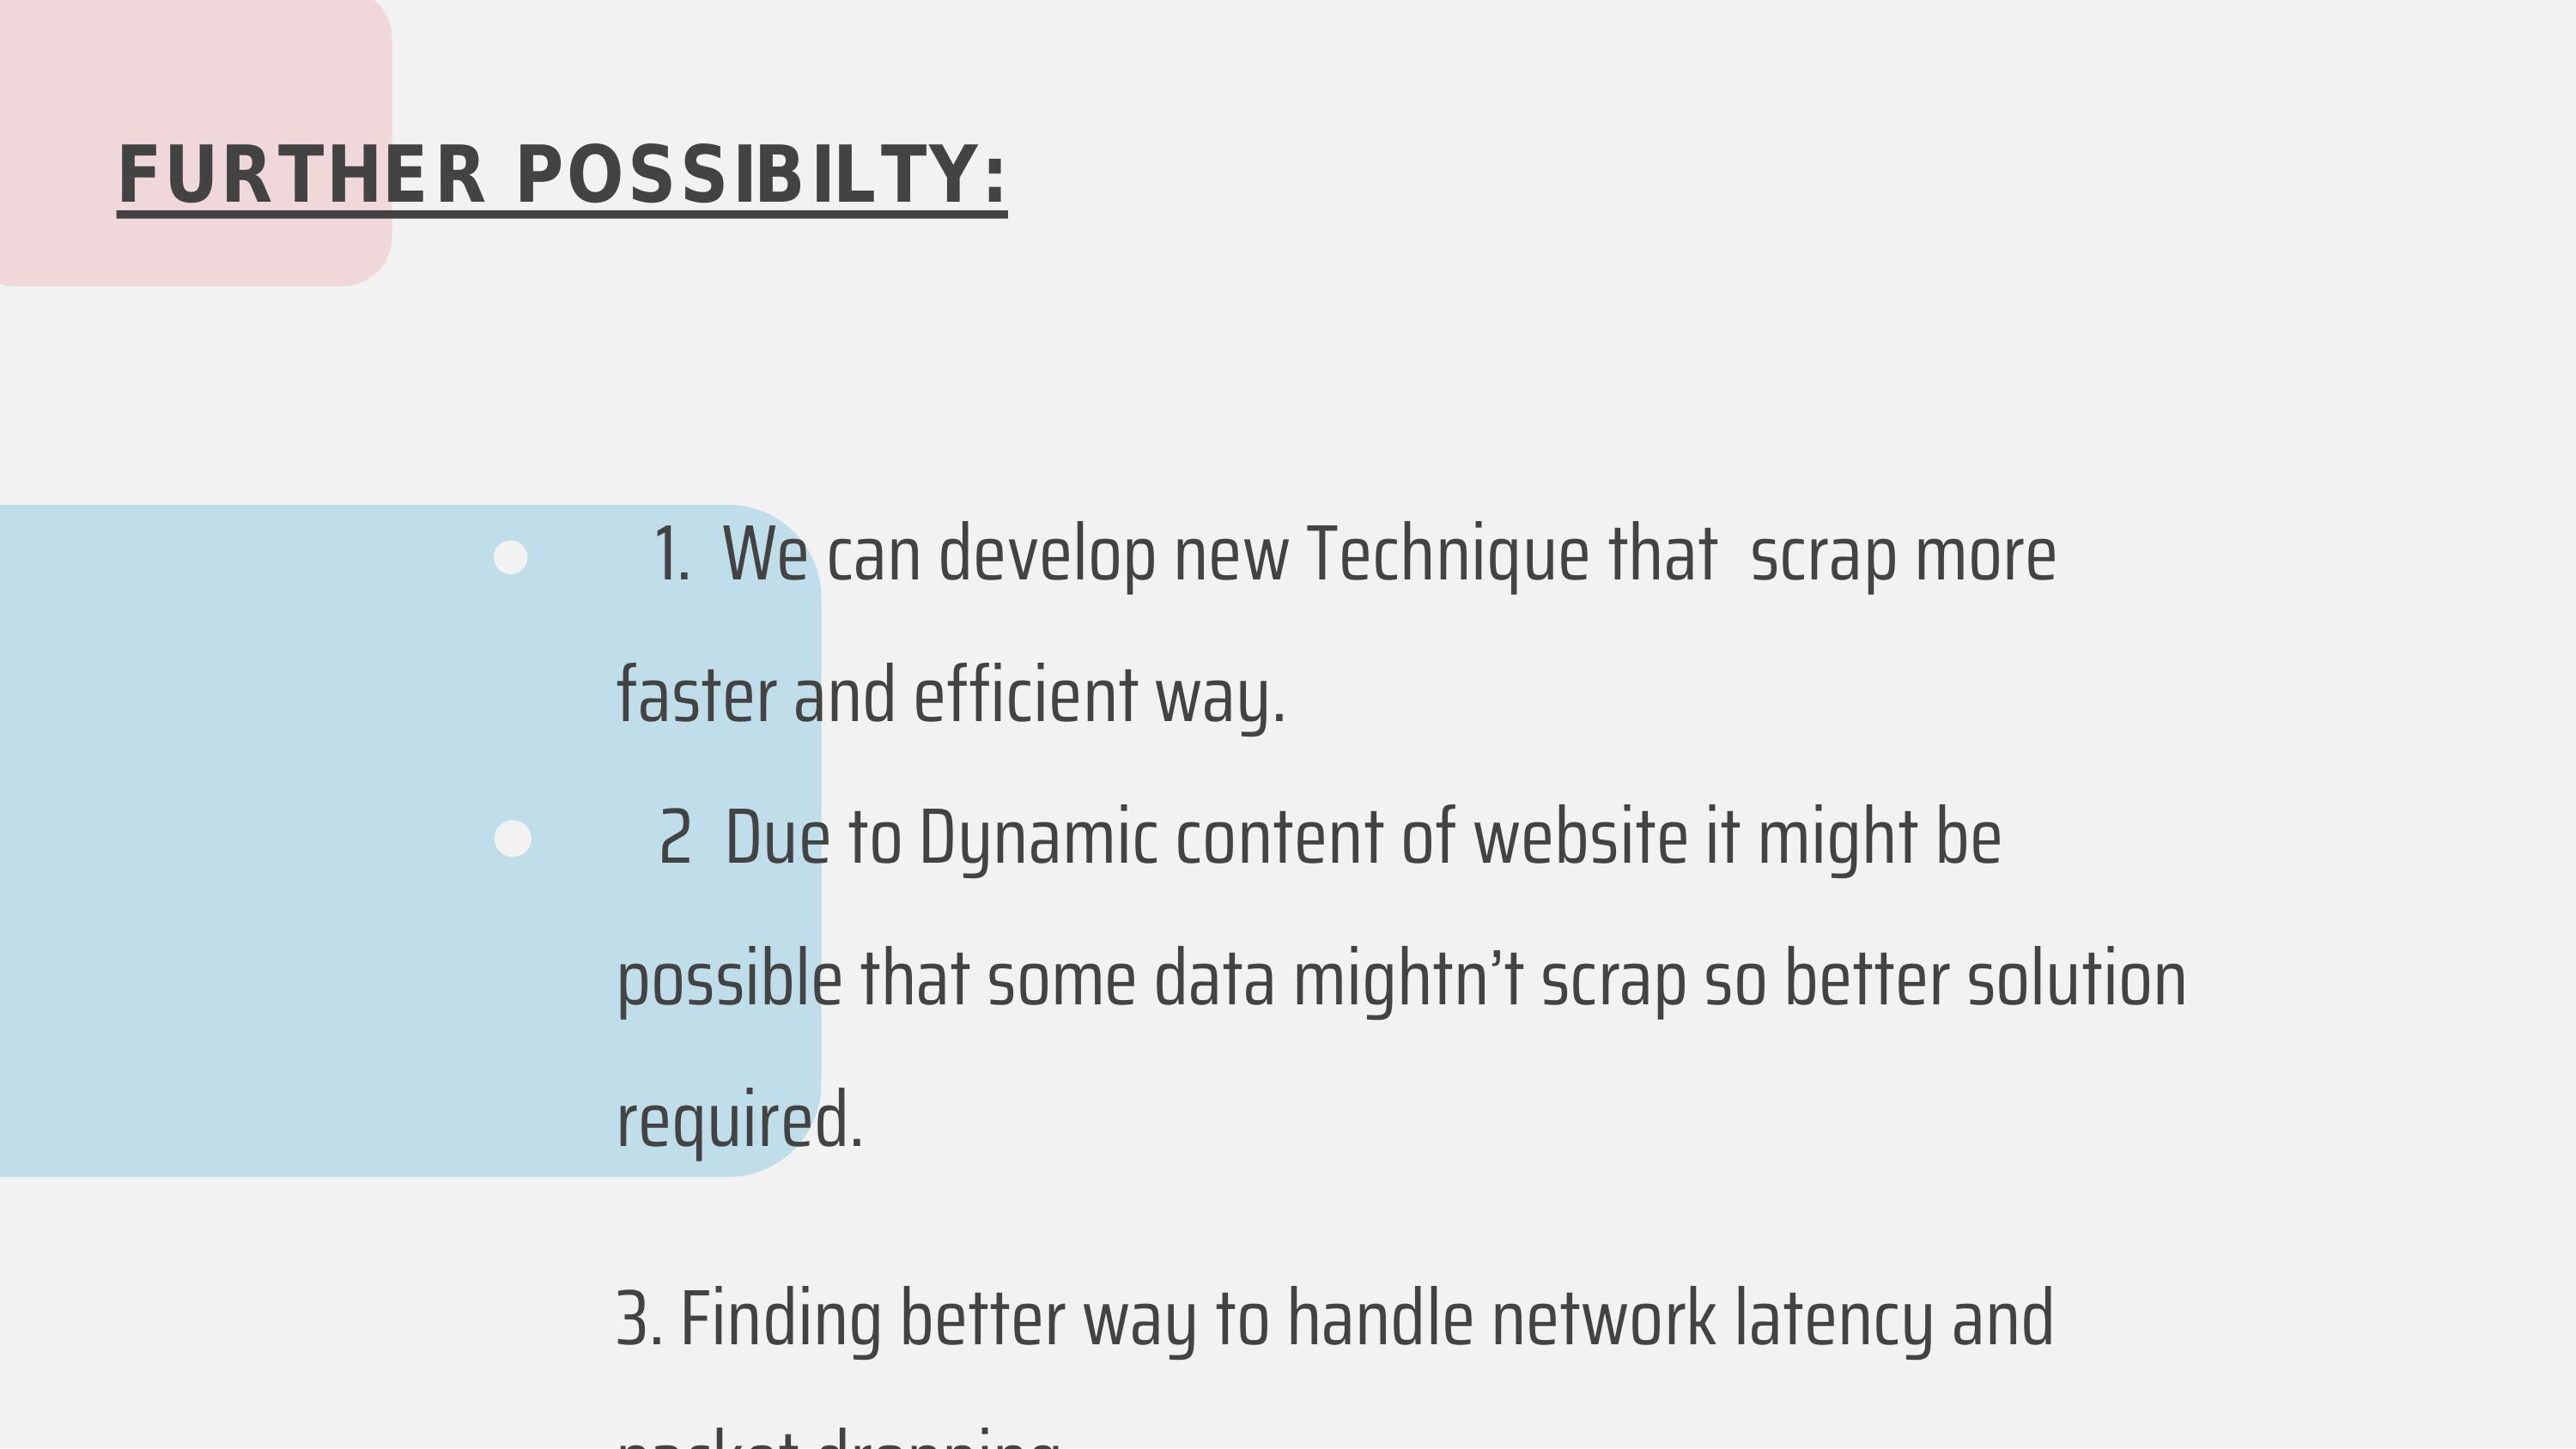 FURTHER POSSIBILTY:
1. We can develop new Technique that scrap more
faster and efficient way.
2 Due to Dynamic content of website it might be
possible that some data mightn’t scrap so better solution
required.
3. Finding better way to handle network latency and
packet dropping